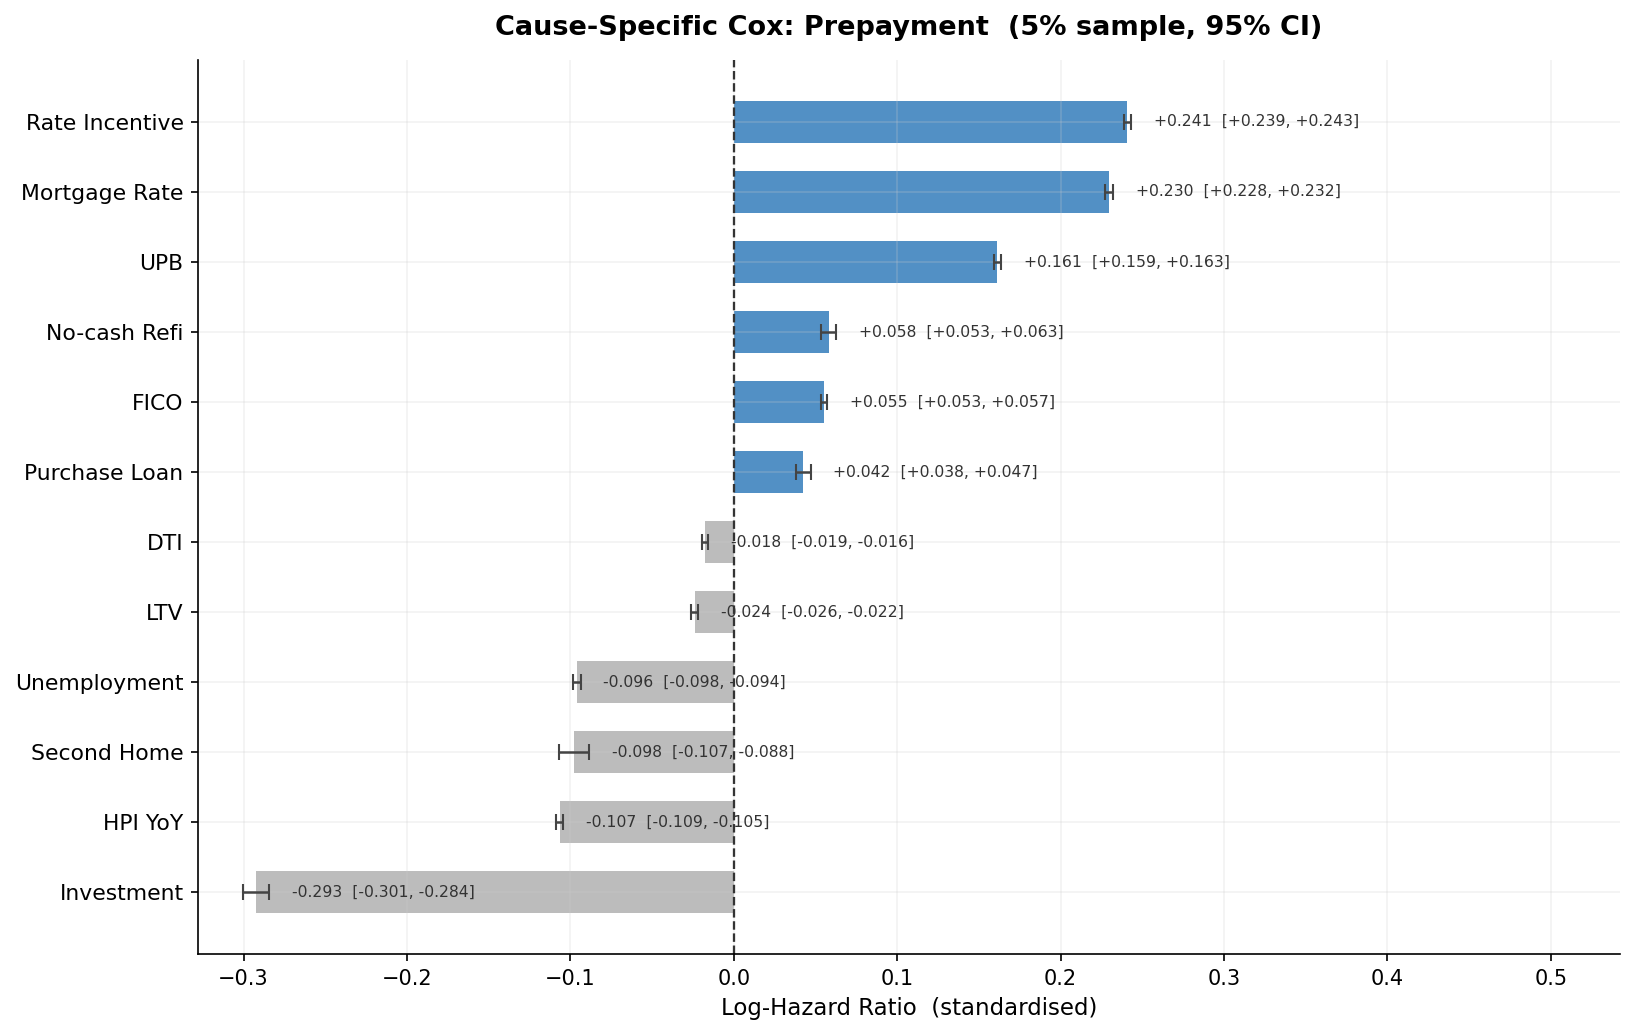 Cause-Specific Cox: Prepayment  (5% sample, 95% CI)
Rate Incentive +0.241  [+0.239, +0.243]
Mortgage Rate +0.230  [+0.228, +0.232]
UPB +0.161  [+0.159, +0.163]
No-cash Refi +0.058  [+0.053, +0.063]
FICO +0.055  [+0.053, +0.057]
Purchase Loan +0.042  [+0.038, +0.047]
DTI -0.018  [-0.019, -0.016]
LTV -0.024  [-0.026, -0.022]
Unemployment -0.096  [-0.098, -0.094]
Second Home -0.098  [-0.107, -0.088]
HPI YoY -0.107  [-0.109, -0.105]
Investment -0.293  [-0.301, -0.284]
−0.3 −0.2 −0.1 0.0 0.1 0.2 0.3 0.4 0.5
Log-Hazard Ratio  (standardised)